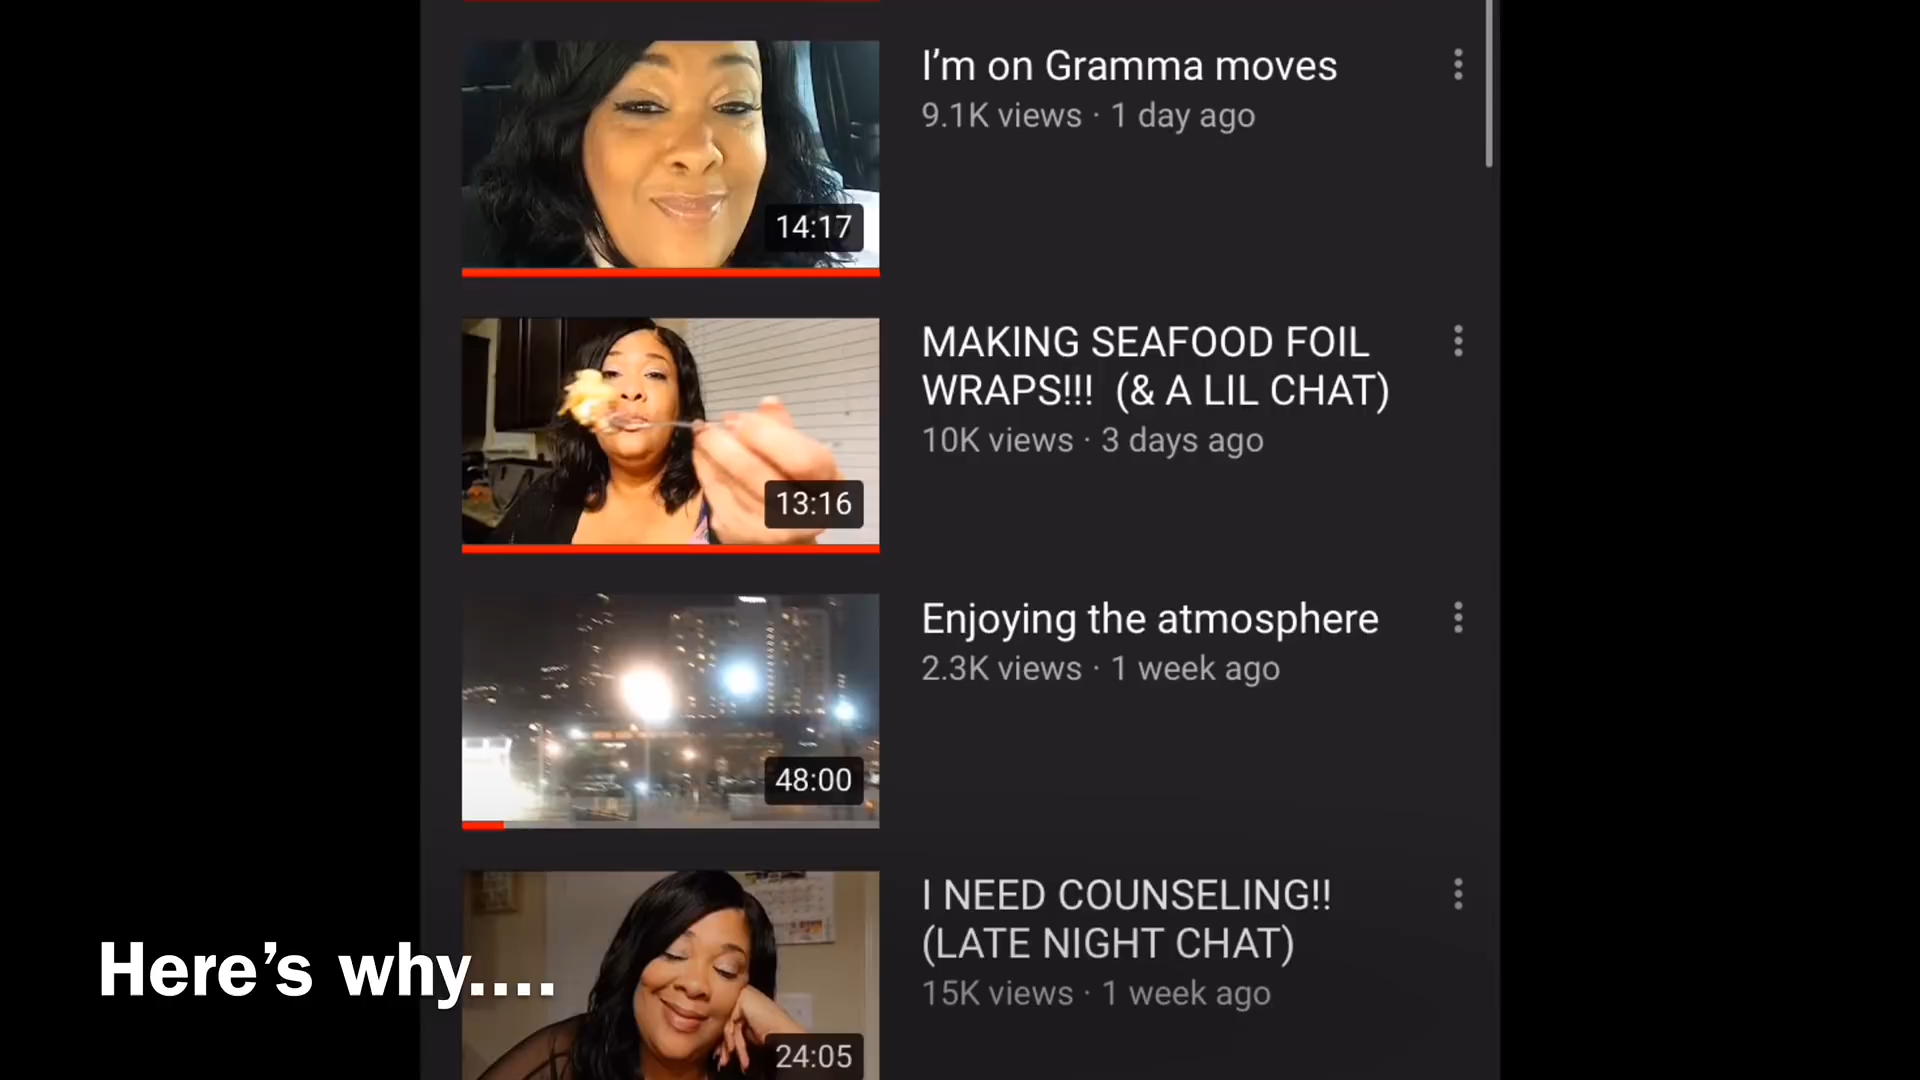 I’m on Gramma moves
9.1K views · 1 day ago
14:17
MAKING SEAFOOD FOIL
WRAPS!!! (& A LIL CHAT)
10K views · 3 days ago
13:16
Enjoying the atmosphere
2.3K views · 1 week ago
48:00
I NEED COUNSELING!!
(LATE NIGHT CHAT)
15K views · 1 week ago
24:05
Here’s why....